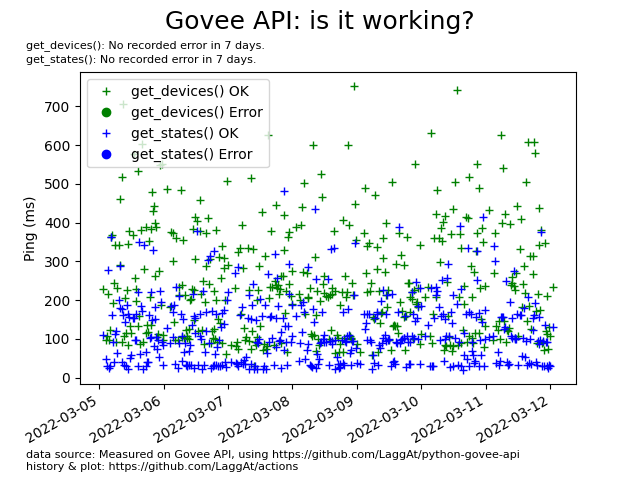 Govee API: is it working?
get_devices(): No recorded error in 7 days.
get_states(): No recorded error in 7 days.
get_devices() OK
get_devices() Error
get_states() OK
get_states() Error
Ping (ms)
700
600
500
400
300
200
100
0
2022-03-05
2022-03-06
2022-03-07
2022-03-08
2022-03-09
2022-03-10
2022-03-11
2022-03-12
data source: Measured on Govee API, using https://github.com/LaggAt/python-govee-api
history & plot: https://github.com/LaggAt/actions